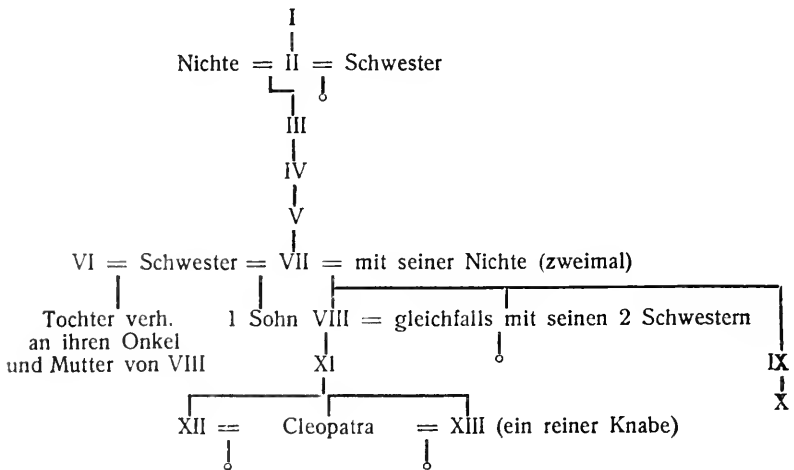 I
Nichte = II = Schwester
III
IV
V
VI = Schwester = VII = mit seiner Nichte (zweimal)
Tochter verh. 1 Sohn VIII = gleichfalls mit seinen 2 Schwestern
an ihren Onkel
und Mutter von VIII XI IX
X
XII = Cleopatra = XIII (ein reiner Knabe)